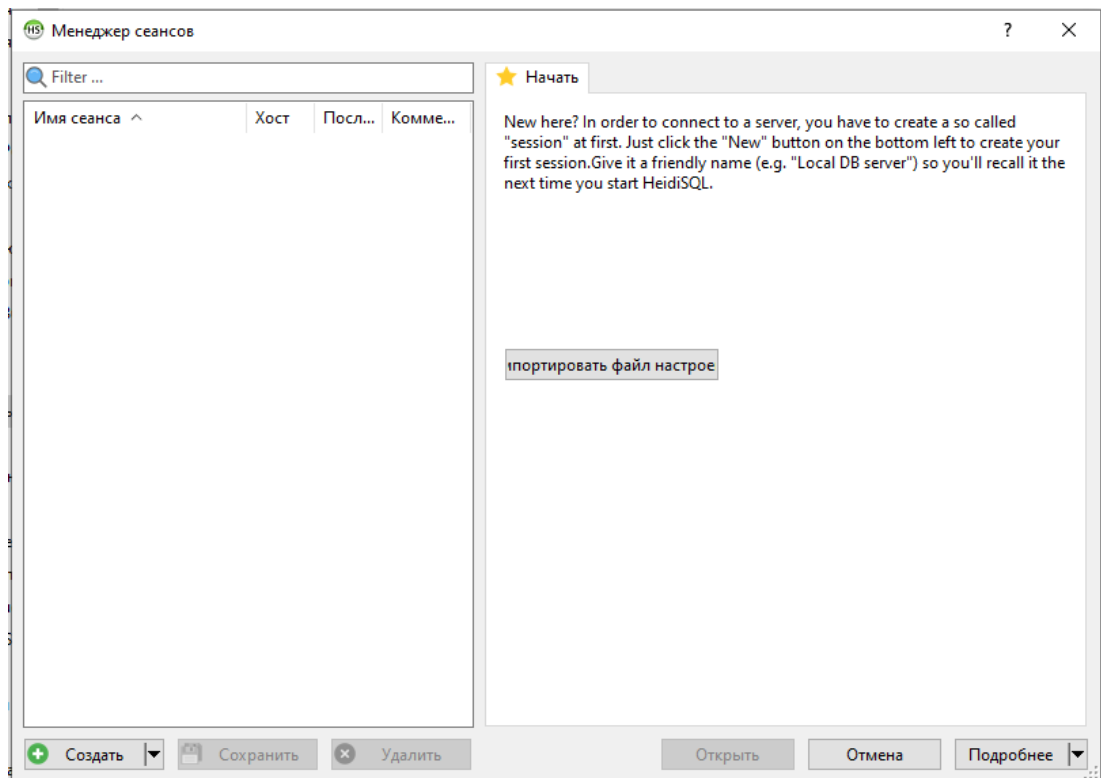 HS Менеджер сеансов ?
Filter ...
Имя сеанса Хост Посл... Комме...
Начать
New here? In order to connect to a server, you have to create a so called
"session" at first. Just click the "New" button on the bottom left to create your
first session.Give it a friendly name (e.g. "Local DB server") so you'll recall it the
next time you start HeidiSQL.
мпортировать файл настрое
Создать Сохранить Удалить Открыть Отмена Подробнее